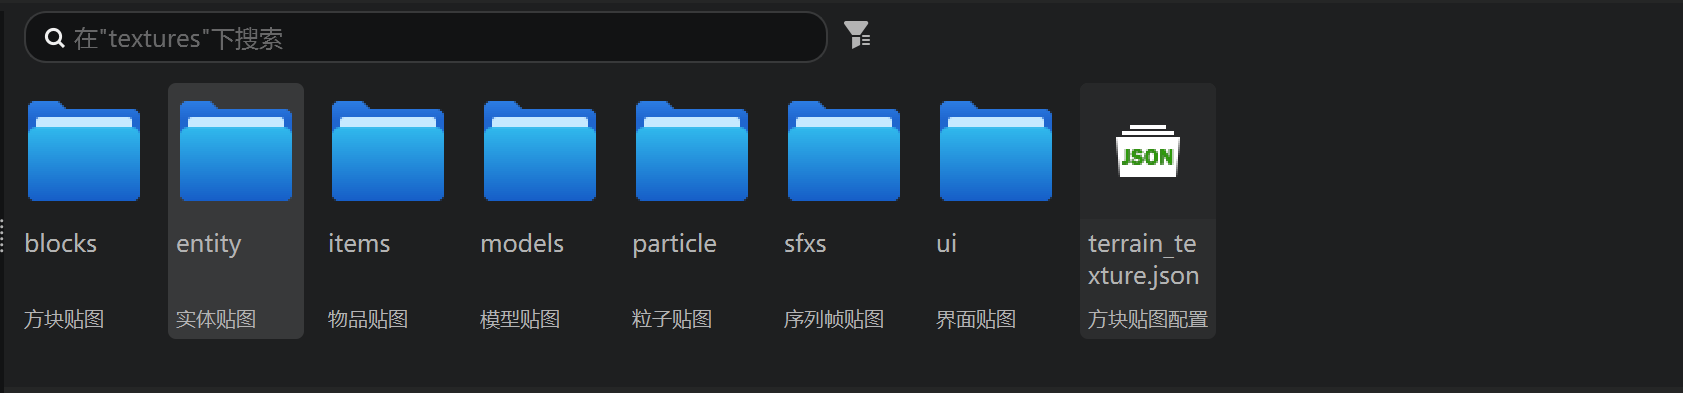 在"textures"下搜索
blocks
entity
items
models
particle
sfxs
ui
JSON
terrain_te
xture.json
方块贴图
实体贴图
物品贴图
模型贴图
粒子贴图
序列帧贴图
界面贴图
方块贴图配置